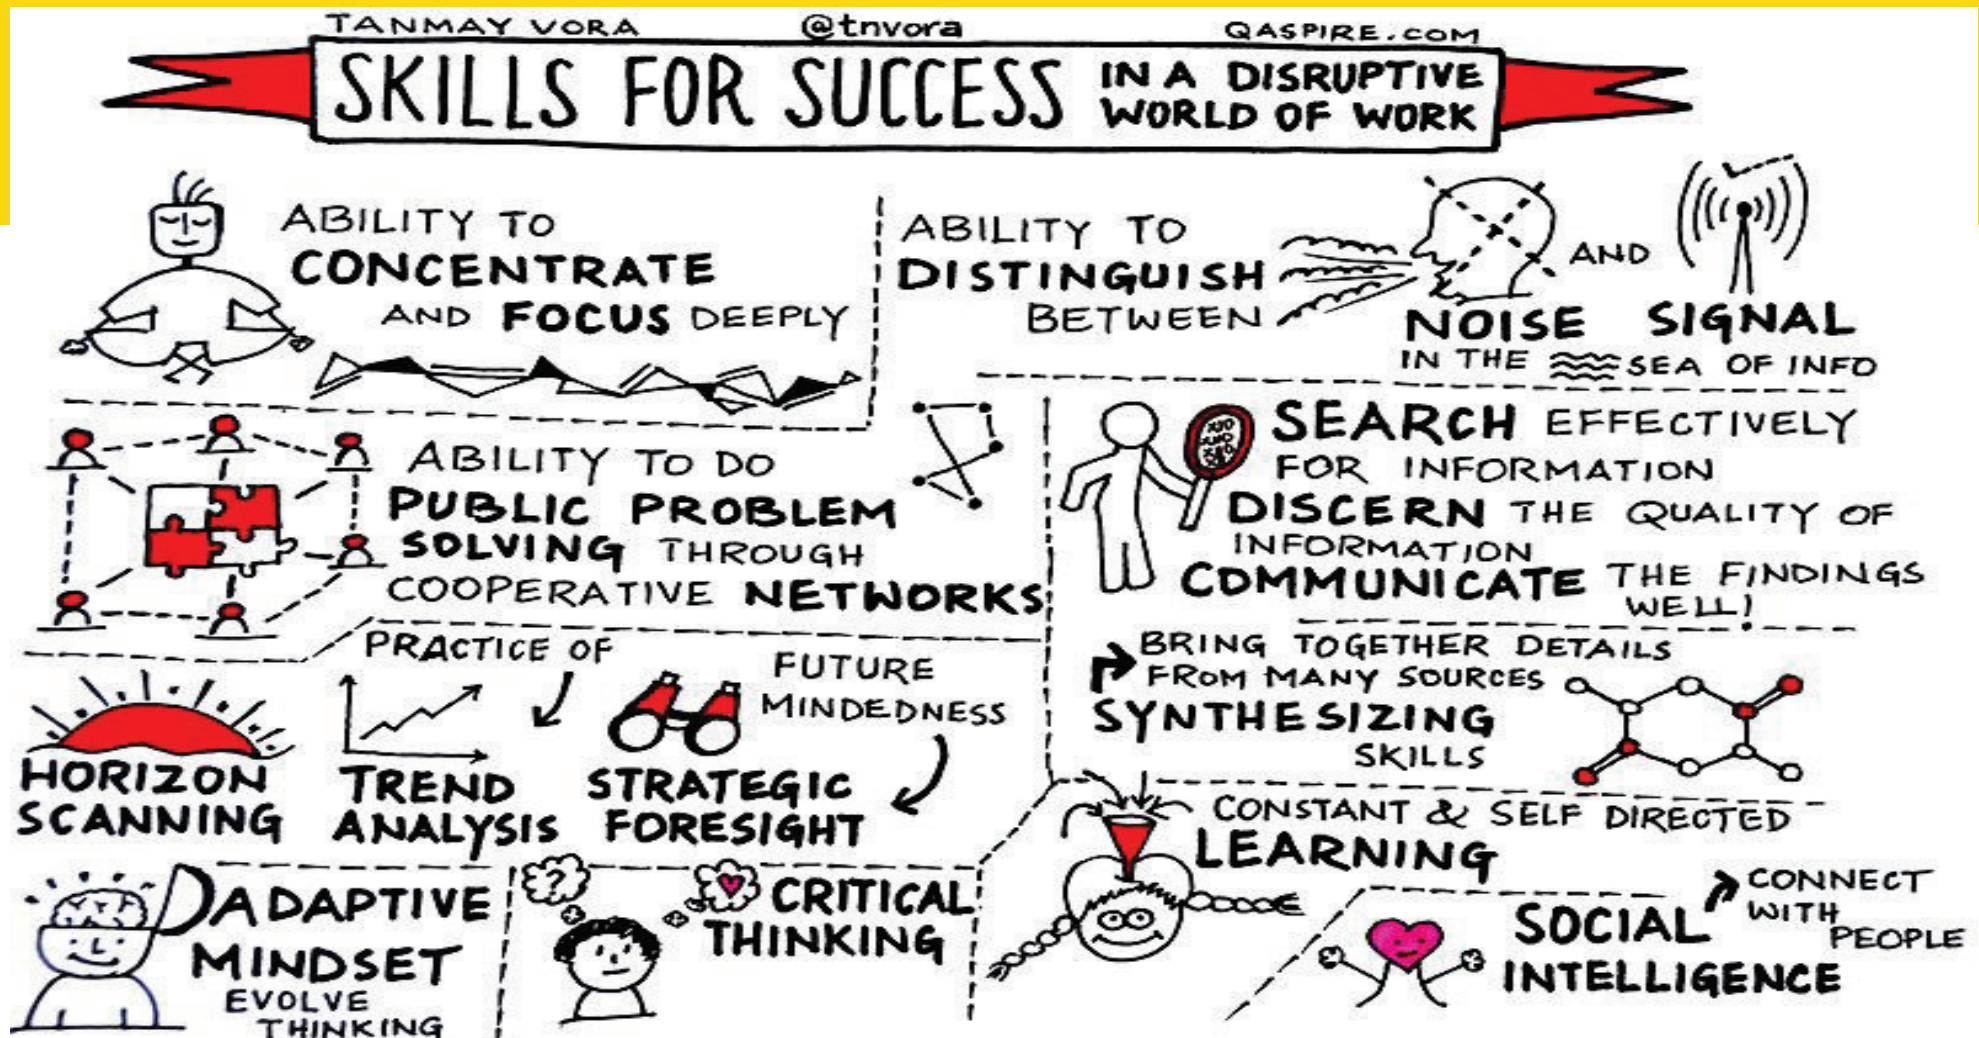 TANMAY VORA @tnvora QASPIRE.COM
SKILLS FOR SUCCESS IN A DISRUPTIVE
WORLD OF WORK
ABILITY TO
CONCENTRATE
AND FOCUS DEEPLY
ABILITY TO
DISTINGUISH
BETWEEN
NOISE AND SIGNAL
IN THE SEA OF INFO
ABILITY TO DO
PUBLIC PROBLEM
SOLVING THROUGH
COOPERATIVE NETWORKS
SEARCH EFFECTIVELY
FOR INFORMATION
DISCERN THE QUALITY OF
INFORMATION
COMMUNICATE THE FINDINGS
WELL!
PRACTICE OF
HORIZON
SCANNING
TREND
ANALYSIS
STRATEGIC
FORESIGHT
FUTURE
MINDEDNESS
BRING TOGETHER DETAILS
FROM MANY SOURCES
SYNTHESIZING
SKILLS
CONSTANT & SELF DIRECTED
LEARNING
ADAPTIVE
MINDSET
EVOLVE
THINKING
?
CRITICAL
THINKING
SOCIAL
INTELLIGENCE
CONNECT
WITH
PEOPLE